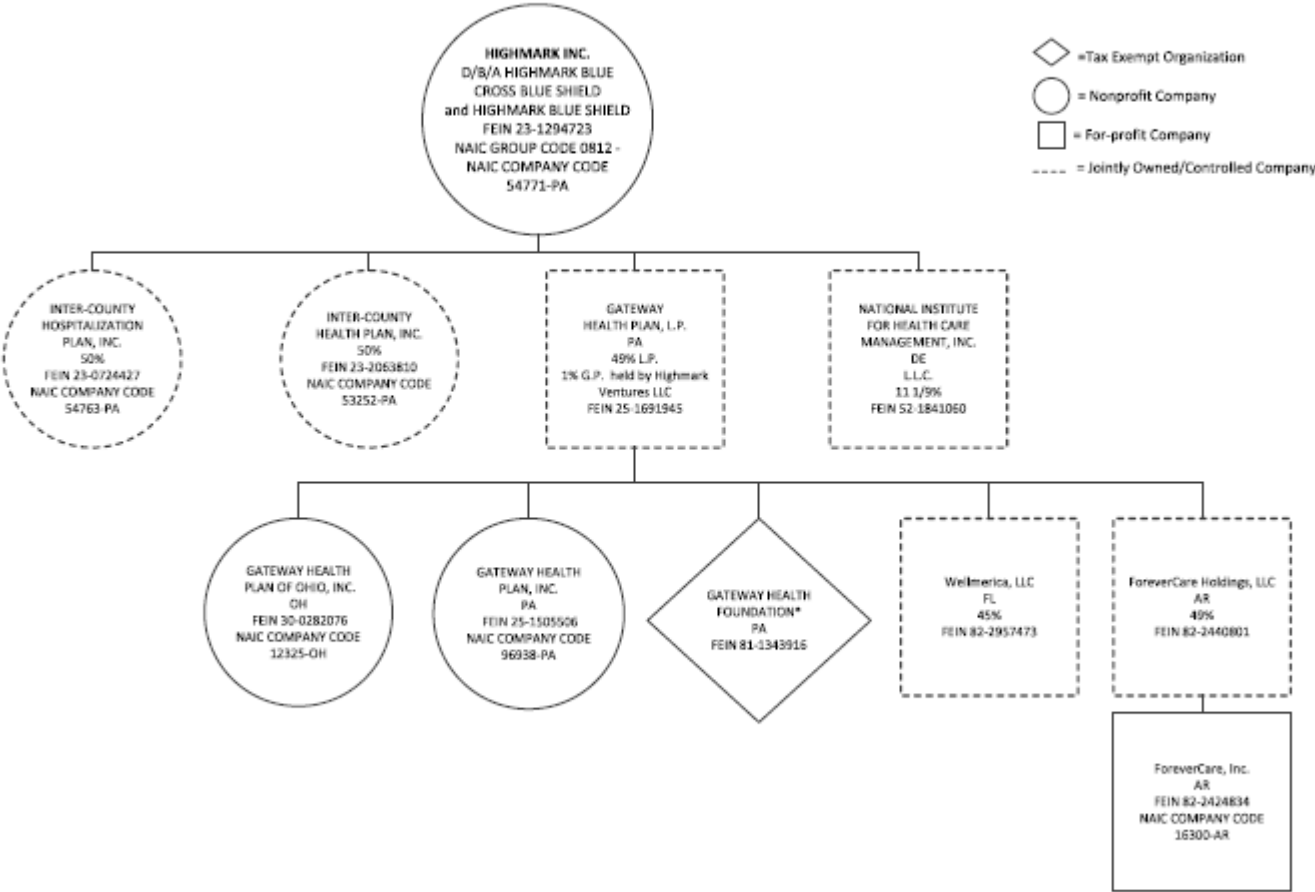 HIGHMARK INC.
D/B/A HIGHMARK BLUE
CROSS BLUE SHIELD
and HIGHMARK BLUE SHIELD
FEIN 23-1294723
NAIC GROUP CODE 0812 -
NAIC COMPANY CODE
54771-PA
=Tax Exempt Organization
= Nonprofit Company
= For-profit Company
= Jointly Owned/Controlled Company
INTER-COUNTY
HOSPITALIZATION
PLAN, INC.
50%
FEIN 23-0724427
NAIC COMPANY CODE
54763-PA
INTER-COUNTY
HEALTH PLAN, INC.
50%
FEIN 23-2063810
NAIC COMPANY CODE
53252-PA
GATEWAY
HEALTH PLAN, L.P.
PA
49% L.P.
1% G.P. held by Highmark
Ventures LLC
FEIN 25-1691945
NATIONAL INSTITUTE
FOR HEALTH CARE
MANAGEMENT, INC.
DE
L.L.C.
11 1/9%
FEIN 52-1841060
GATEWAY HEALTH
PLAN OF OHIO, INC.
OH
FEIN 30-0282076
NAIC COMPANY CODE
12325-OH
GATEWAY HEALTH
PLAN, INC.
PA
FEIN 25-1505506
NAIC COMPANY CODE
96938-PA
GATEWAY HEALTH
FOUNDATION*
PA
FEIN 81-1343916
Wellmerica, LLC
FL
45%
FEIN 82-2957473
ForeverCare Holdings, LLC
AR
49%
FEIN 82-2440801
ForeverCare, Inc.
AR
FEIN 82-2424834
NAIC COMPANY CODE
16300-AR